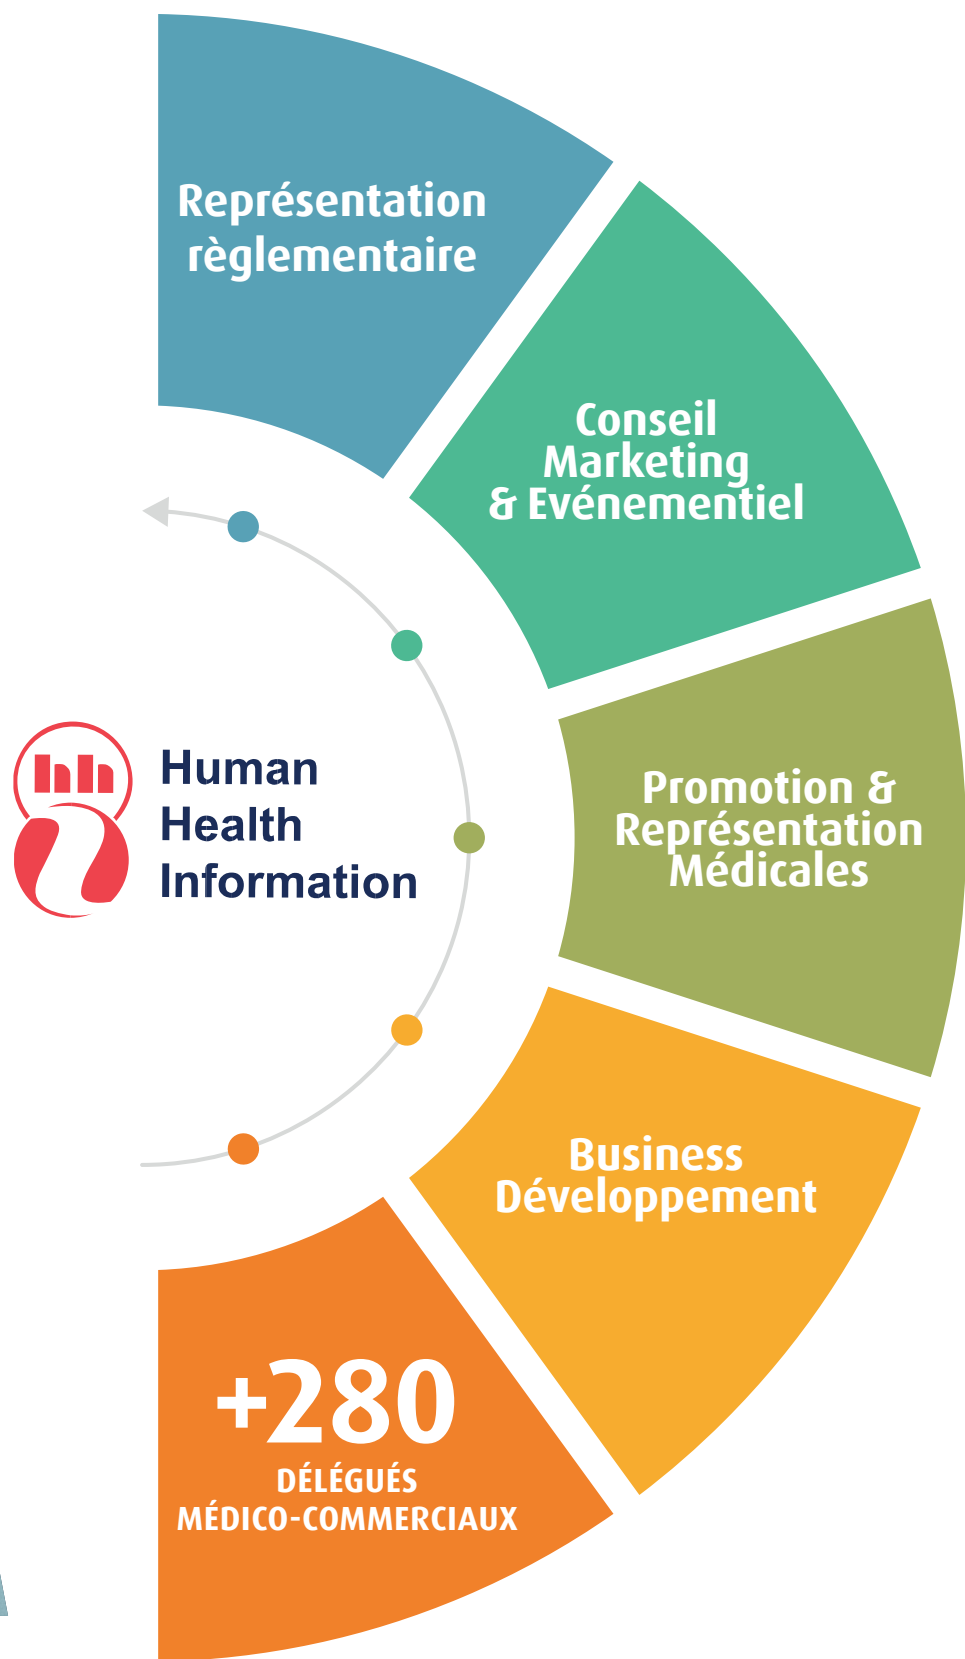 Représentation
règlementaire
Conseil
Marketing
& Evénementiel
Human
Health
Information
Promotion &
Représentation
Médicales
Business
Développement
+280
DÉLÉGUÉS
MÉDICO-COMMERCIAUX